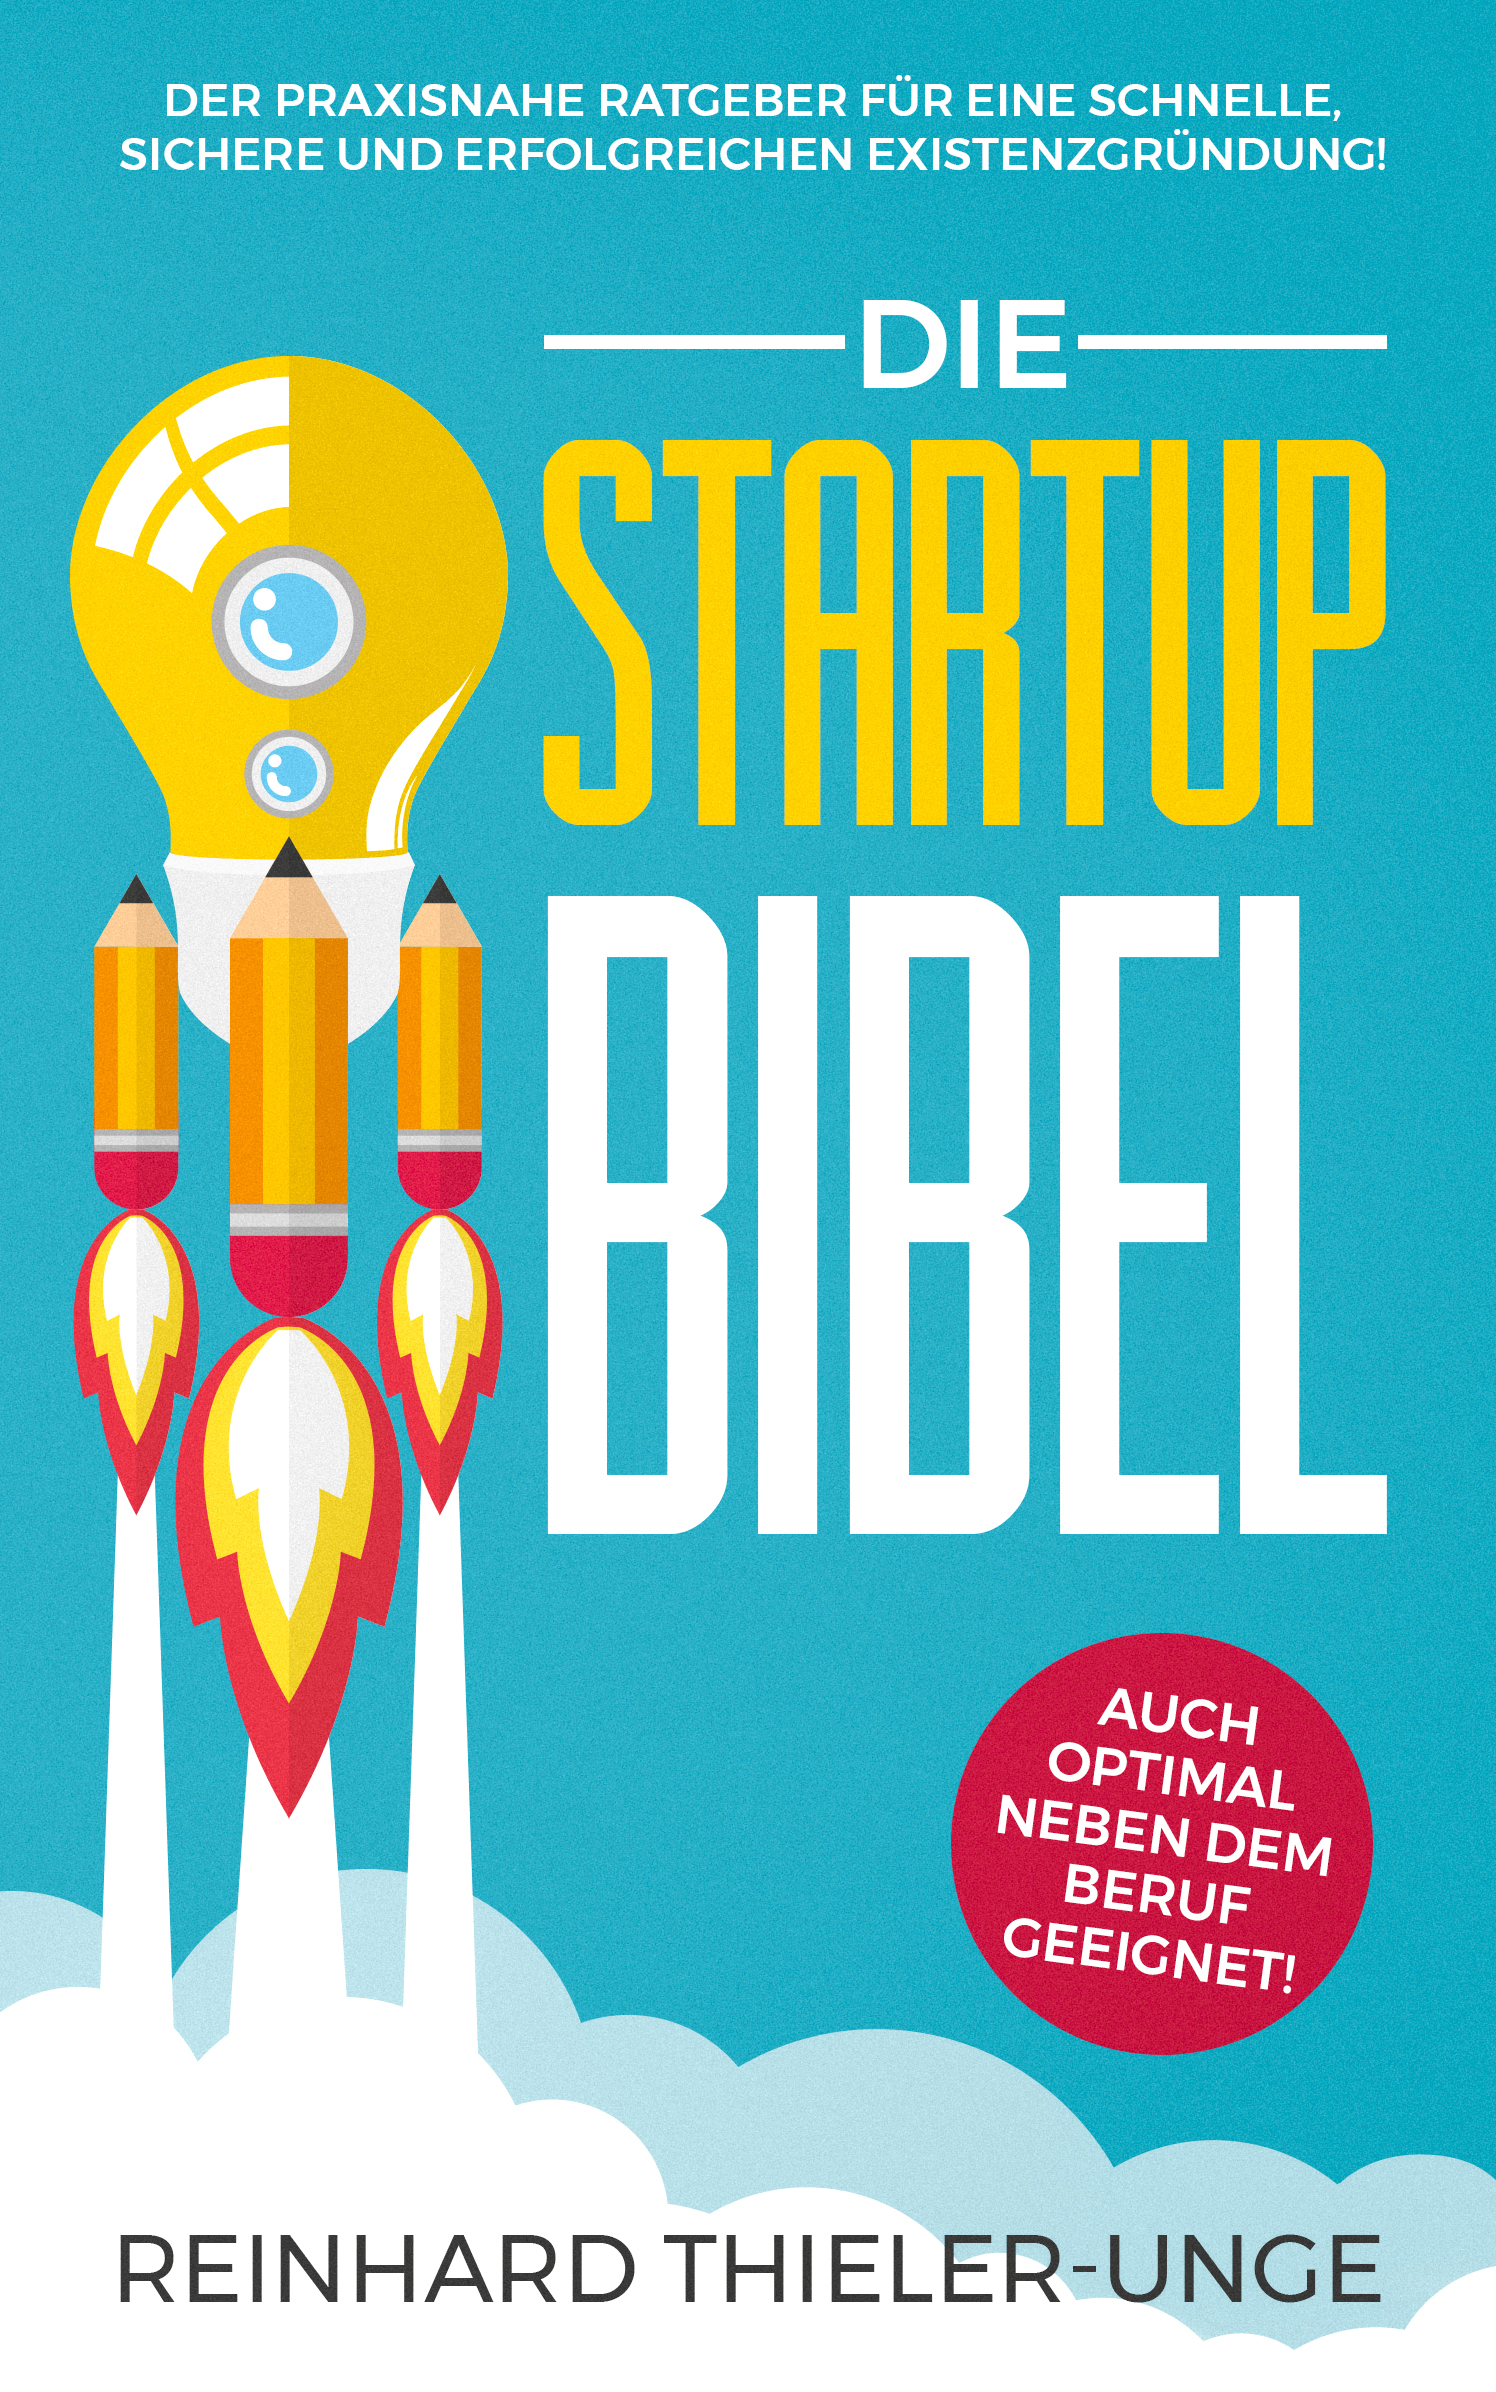 DER PRAXISNAHE RATGEBER FÜR EINE SCHNELLE,
SICHERE UND ERFOLGREICHEN EXISTENZGRÜNDUNG!
DIE
STARTUP
BIBEL
AUCH
OPTIMAL
NEBEN DEM
BERUF
GEEIGNET!
REINHARD THIELER-UNGE